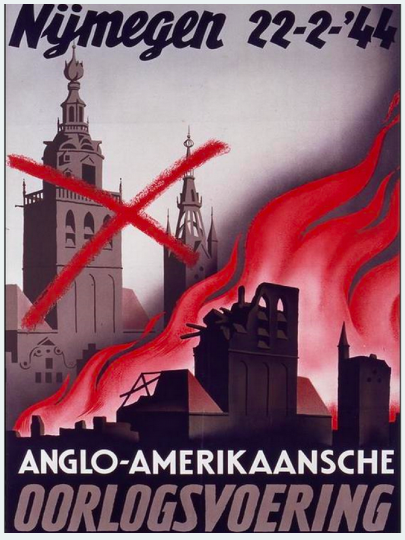 Nijmegen 22-2-'44
ANGLO-AMERIKAANSCHE
OORLOGSVOERING